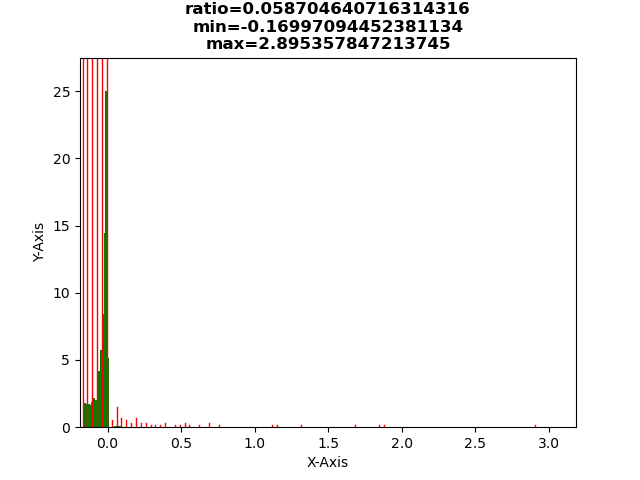 ratio=0.058704640716314316
min=-0.16997094452381134
max=2.895357847213745
25
20
15
10
5
0
Y-Axis
0.0 0.5 1.0 1.5 2.0 2.5 3.0
X-Axis